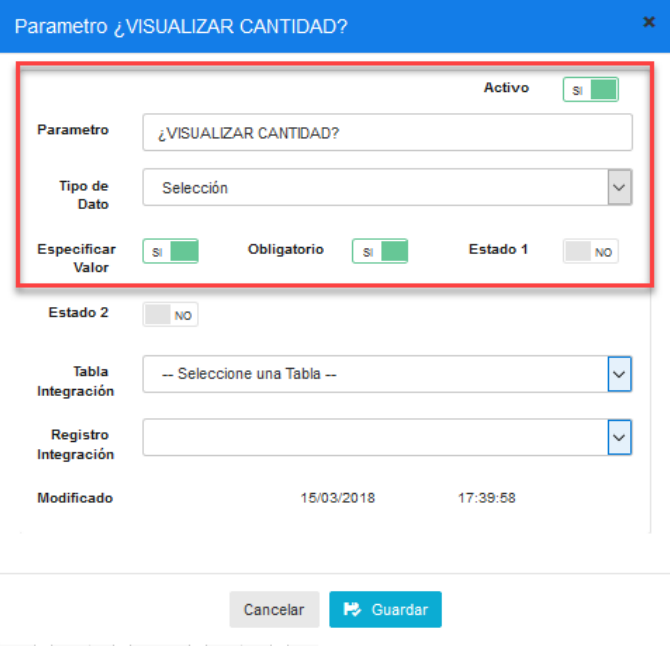 Parametro ¿VISUALIZAR CANTIDAD?
Activo SI
Parametro ¿VISUALIZAR CANTIDAD?
Tipo de Dato Selección
Especificar Valor SI Obligatorio SI Estado 1 NO
Estado 2 NO
Tabla Integración -- Seleccione una Tabla --
Registro Integración
Modificado 15/03/2018 17:39:58
Cancelar Guardar